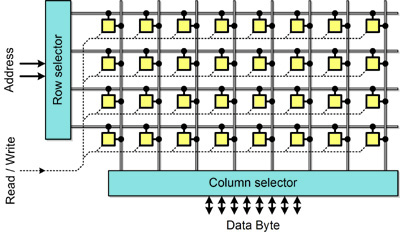 Address
Row selector
Read / Write
Column selector
Data Byte